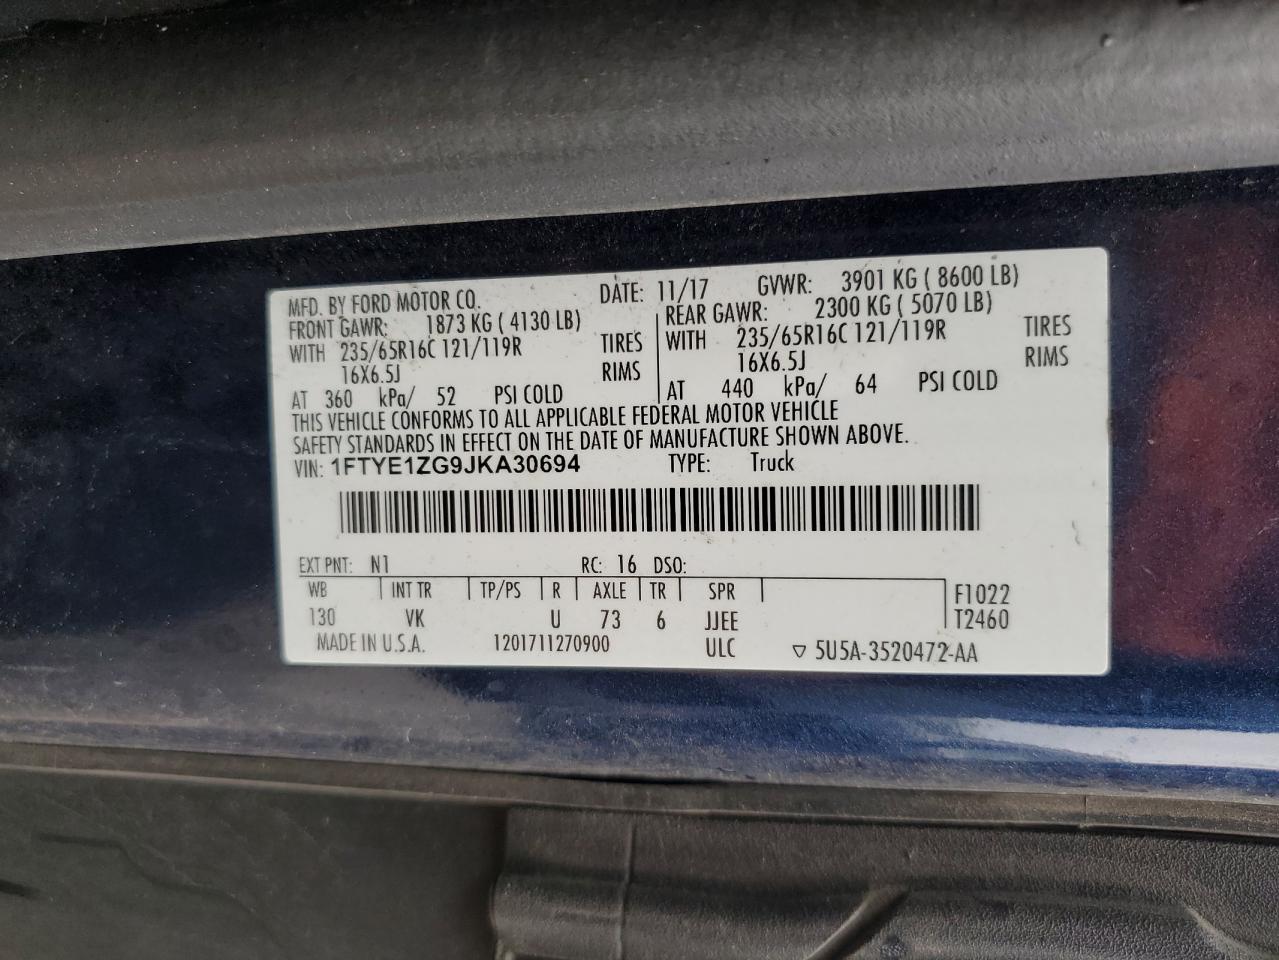 MFD. BY FORD MOTOR CO. DATE: 11/17 GVWR: 3901 KG ( 8600 LB)
FRONT GAWR: 1873 KG ( 4130 LB) REAR GAWR: 2300 KG ( 5070 LB)
WITH 235/65R16C 121/119R TIRES WITH 235/65R16C 121/119R TIRES
16X6.5J RIMS 16X6.5J RIMS
AT 360 kPa/ 52 PSI COLD AT 440 kPa/ 64 PSI COLD
THIS VEHICLE CONFORMS TO ALL APPLICABLE FEDERAL MOTOR VEHICLE
SAFETY STANDARDS IN EFFECT ON THE DATE OF MANUFACTURE SHOWN ABOVE.
VIN: 1FTYE1ZG9JKA30694 TYPE: Truck
EXT PNT: N1 RC: 16 DSO:
WB INT TR TP/PS R AXLE TR SPR F1022
130 VK U 73 6 JJEE T2460
MADE IN U.S.A. 1201711270900 ULC ▽ 5U5A-3520472-AA